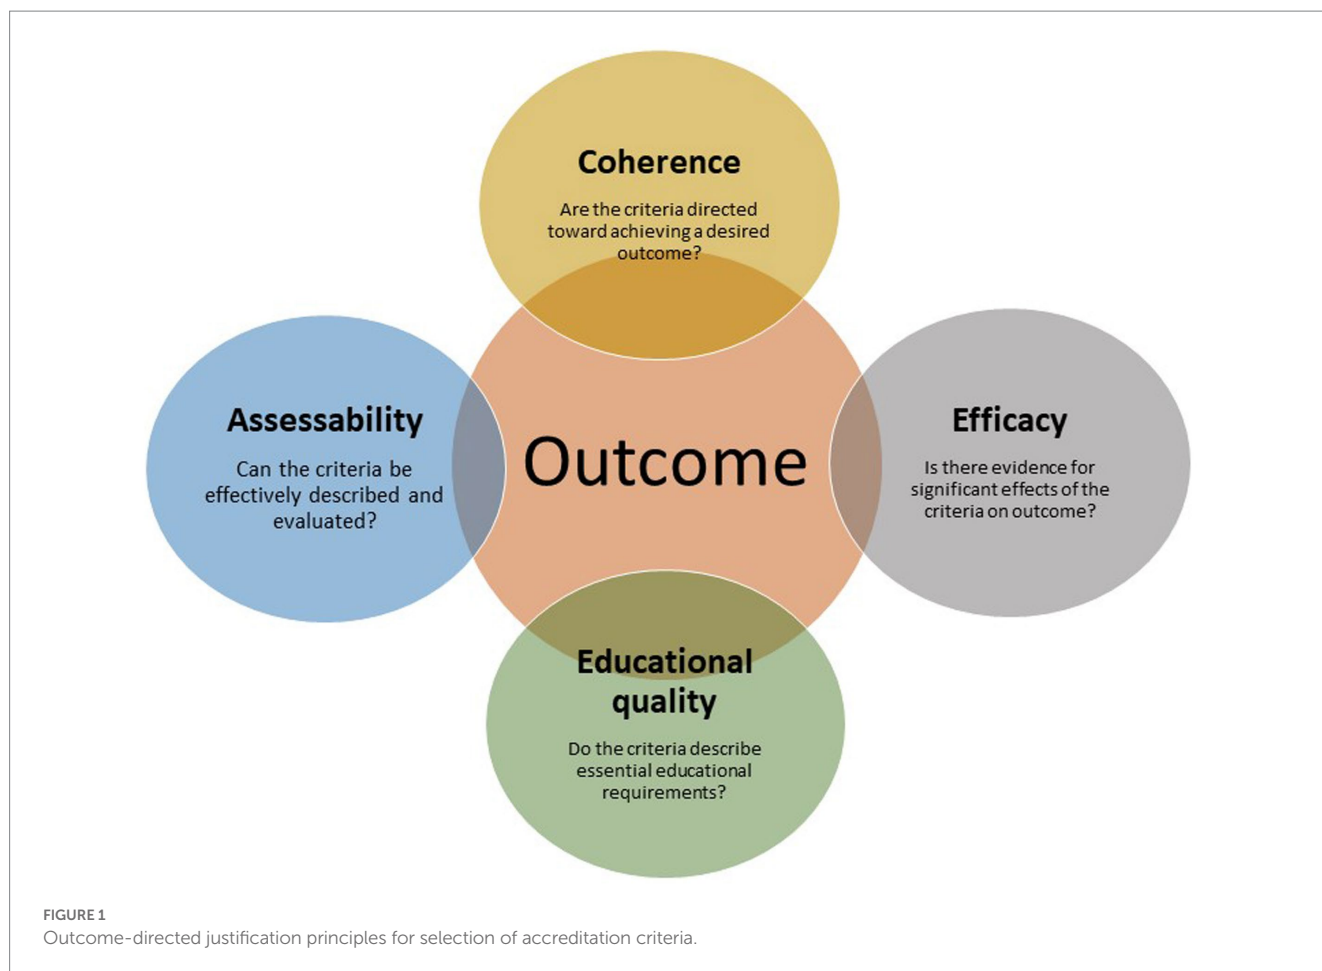 Coherence
Are the criteria directed
toward achieving a desired
outcome?
Assessability
Can the criteria be
effectively described and
evaluated?
Outcome
Efficacy
Is there evidence for
significant effects of the
criteria on outcome?
Educational
quality
Do the criteria describe
essential educational
requirements?
FIGURE 1
Outcome-directed justification principles for selection of accreditation criteria.